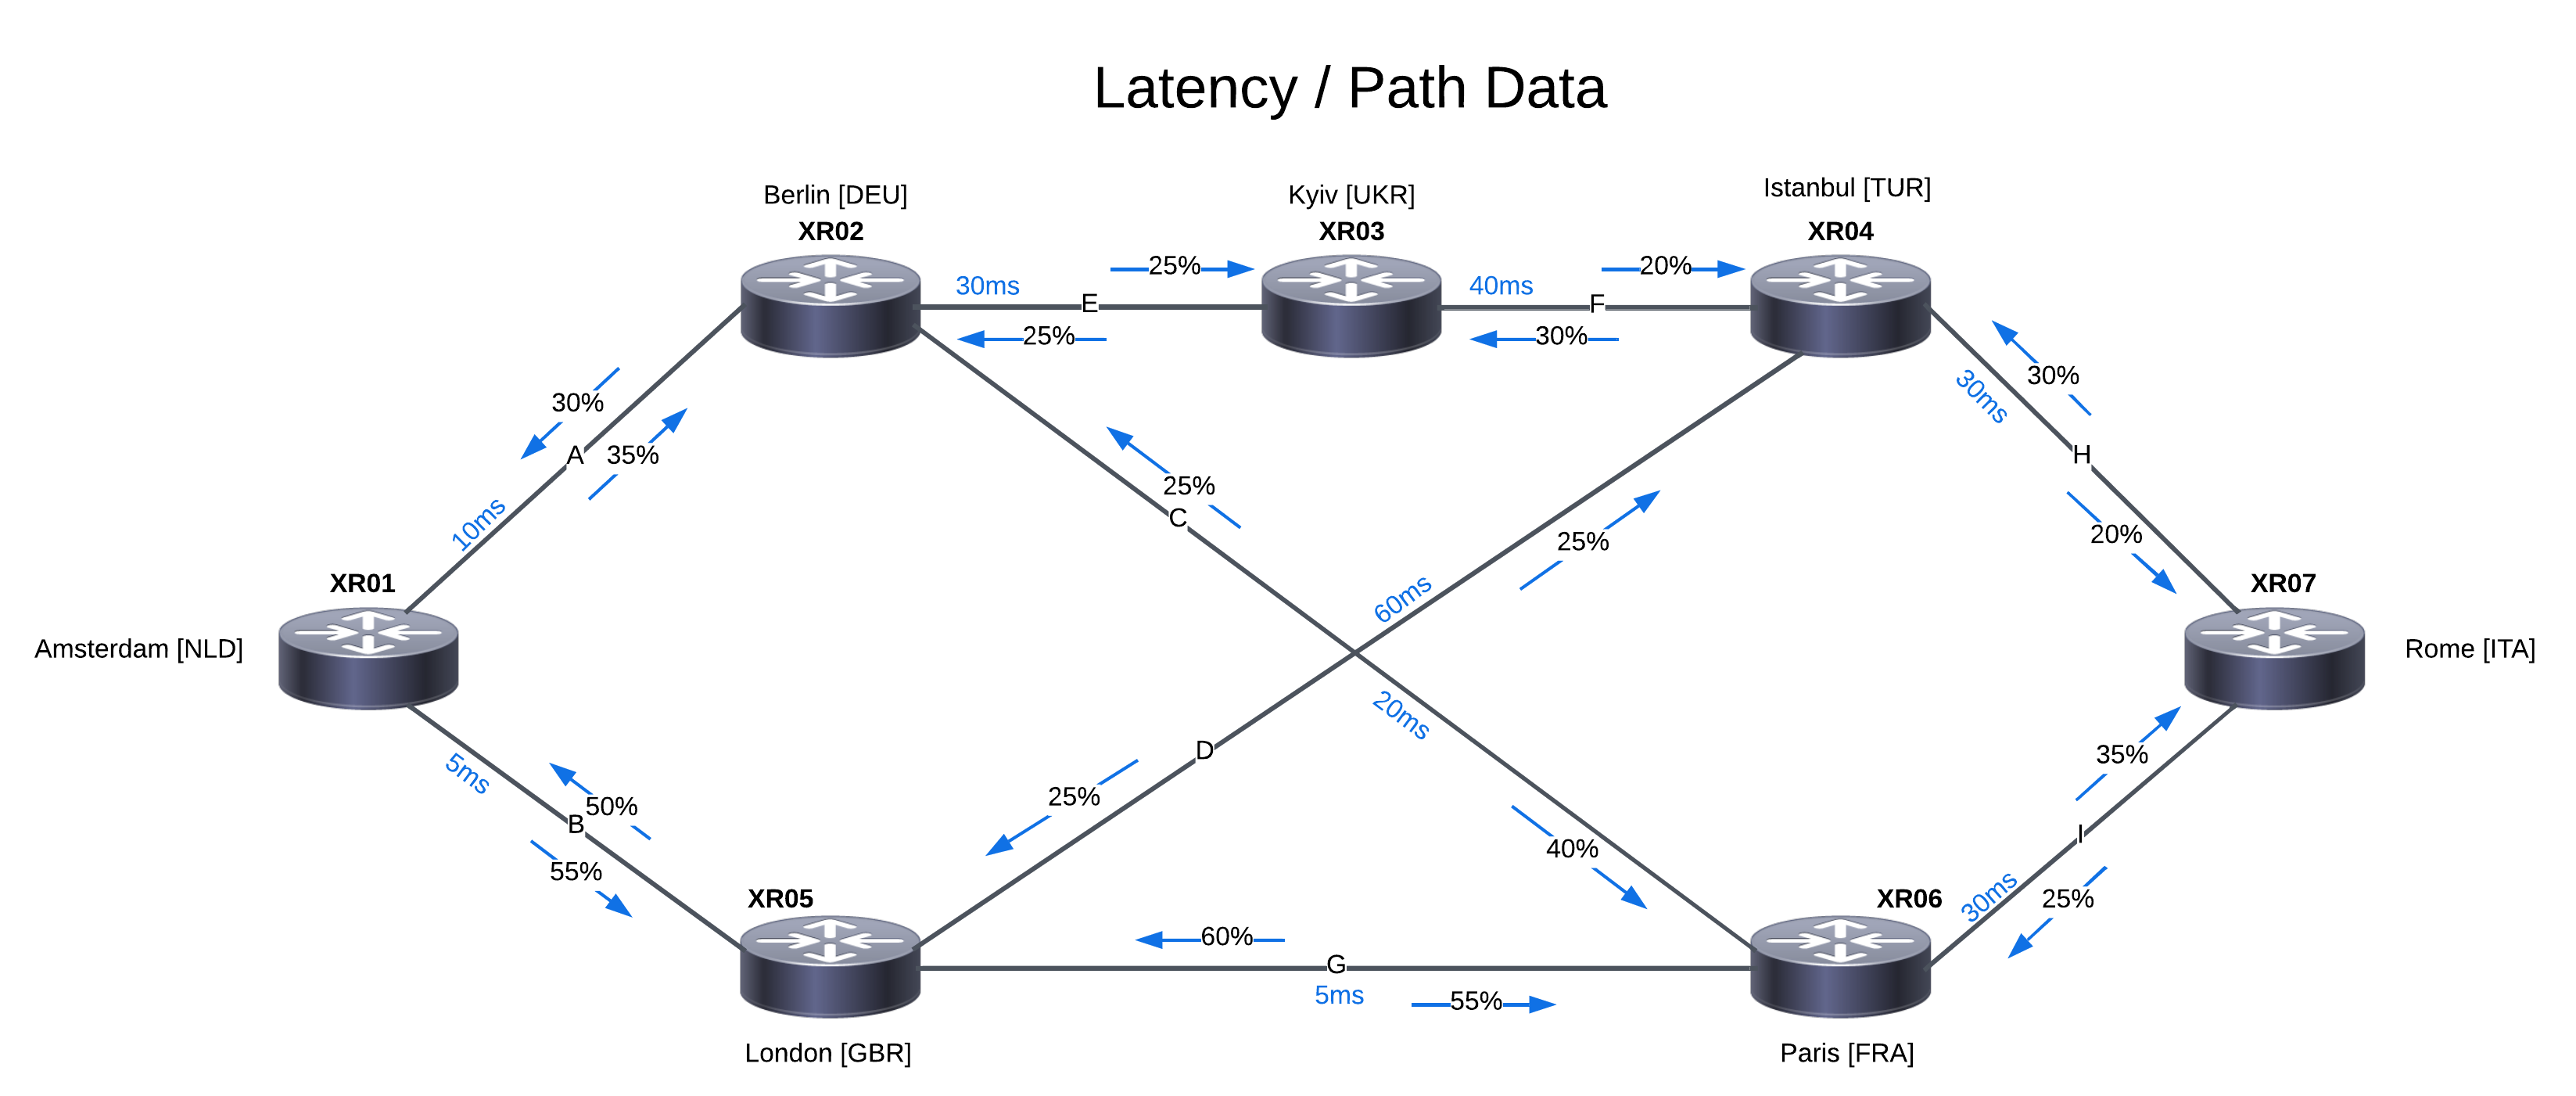 Latency / Path Data
Berlin [DEU]
XR02
Kyiv [UKR]
XR03
Istanbul [TUR]
XR04
30ms
E
25%
25%
40ms
F
20%
30%
30%
A
35%
10ms
30ms
30%
H
20%
25%
C
25%
60ms
XR01
Amsterdam [NLD]
XR07
Rome [ITA]
20ms
D
25%
5ms
50%
B
55%
40%
35%
I
30ms
25%
XR05
XR06
60%
G
5ms
55%
London [GBR]
Paris [FRA]